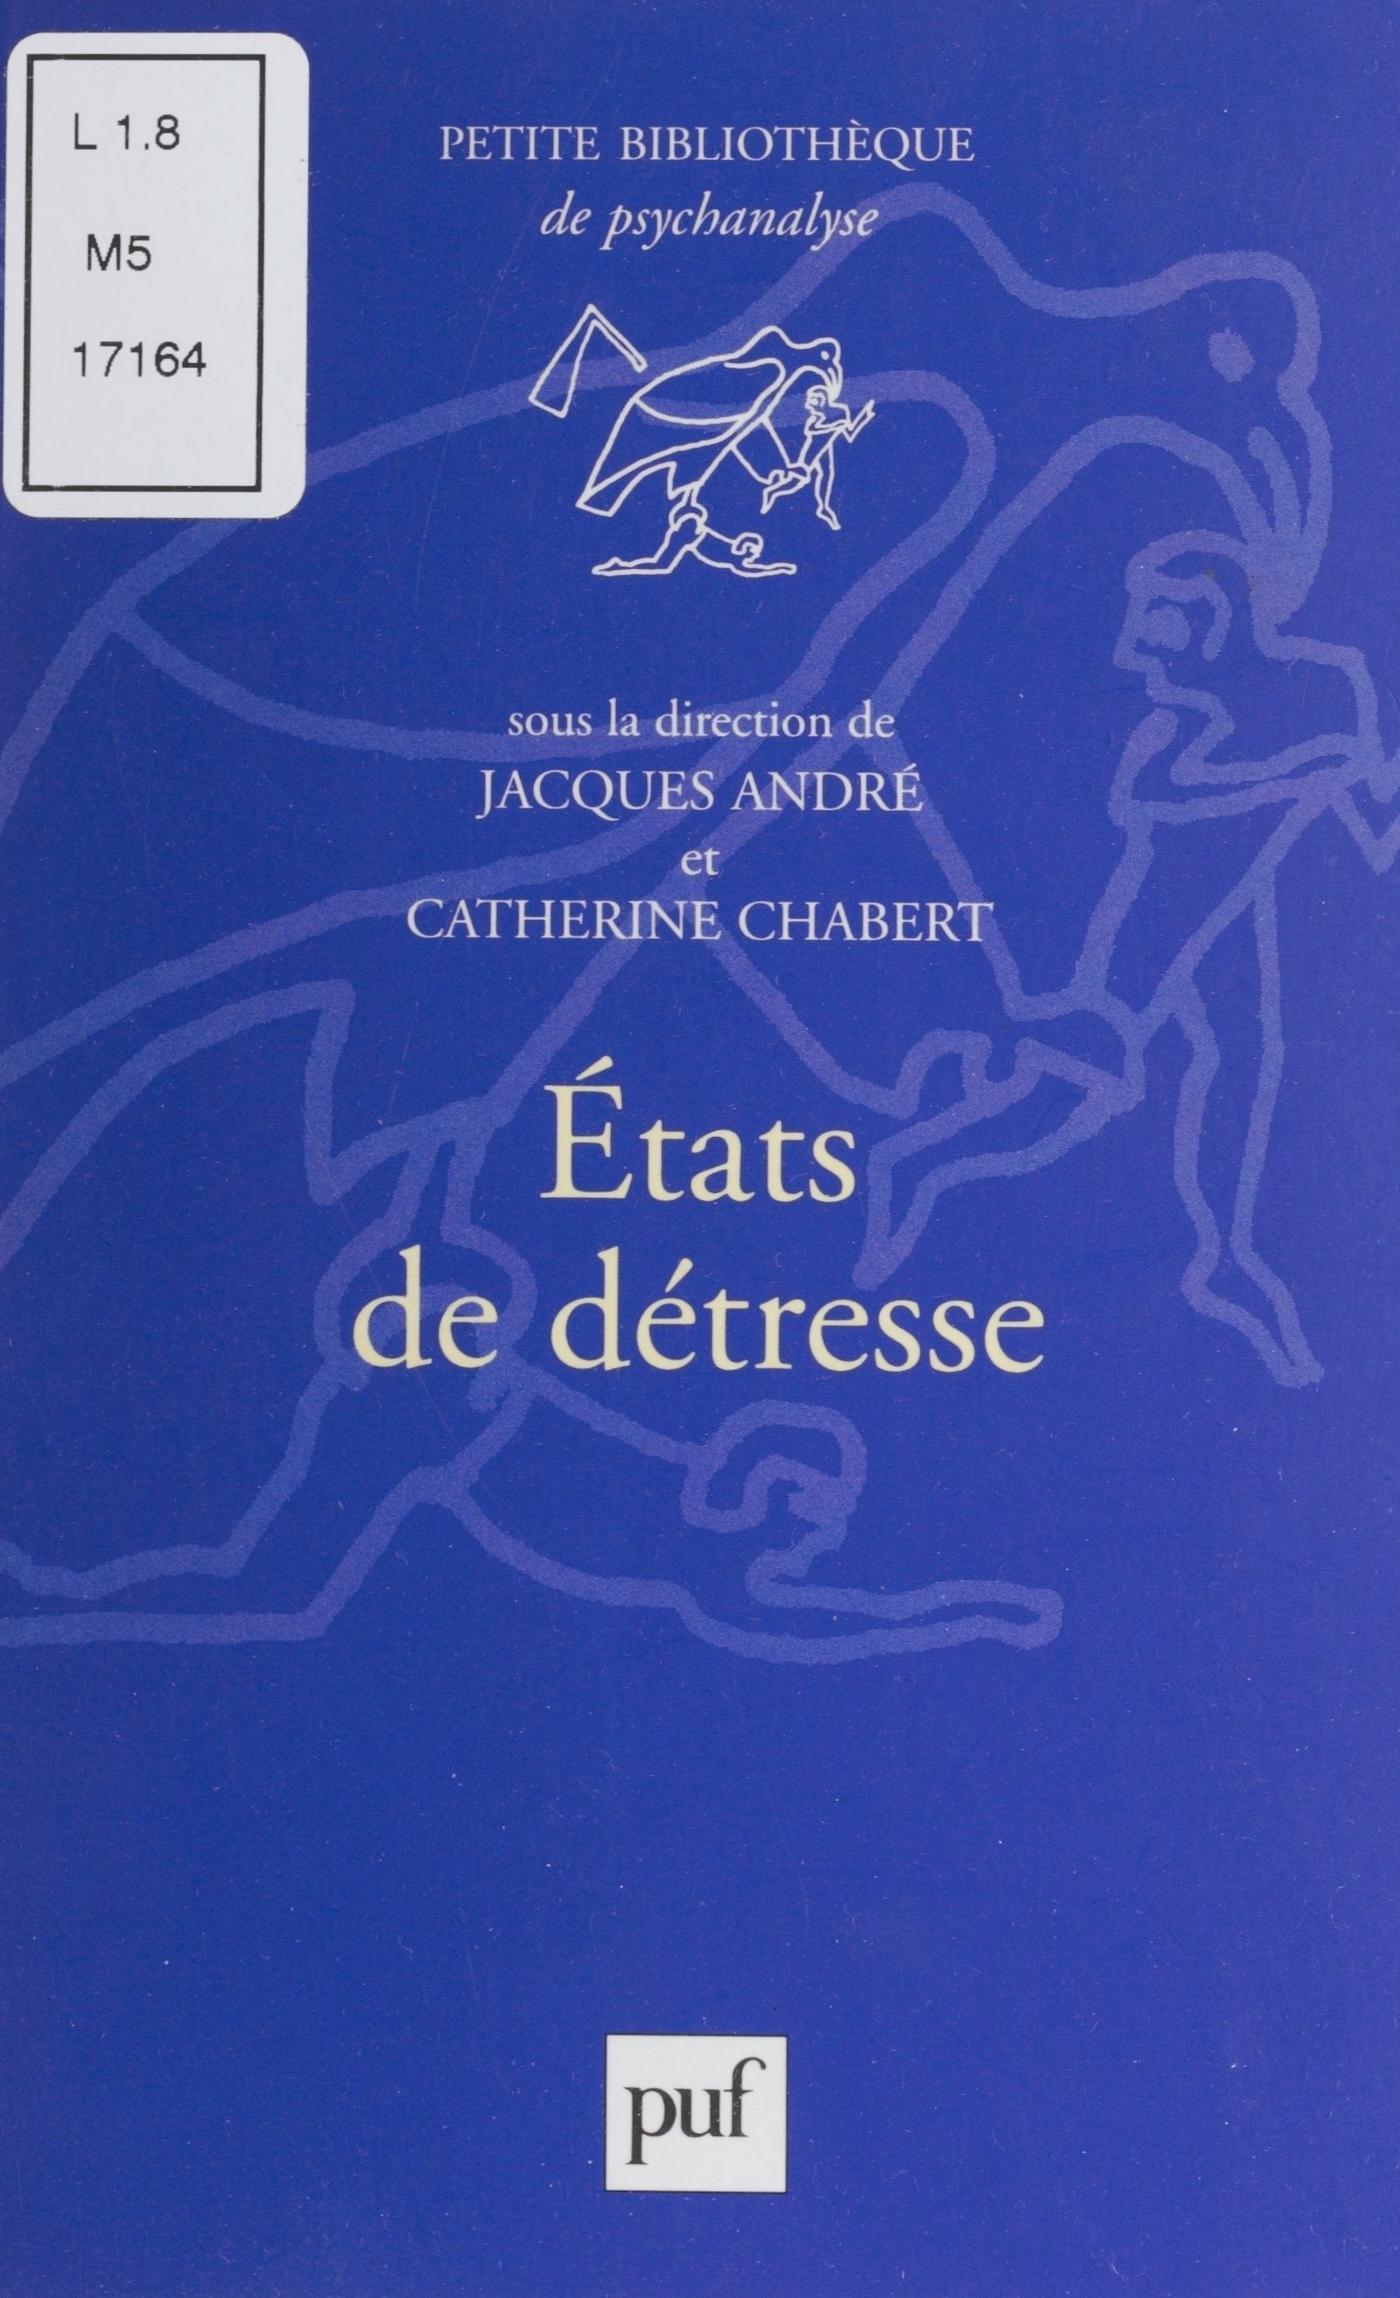 L 1.8
M5
17164
PETITE BIBLIOTHÈQUE
de psychanalyse
sous la direction de
JACQUES ANDRÉ
et
CATHERINE CHABERT
États
de détresse
puf